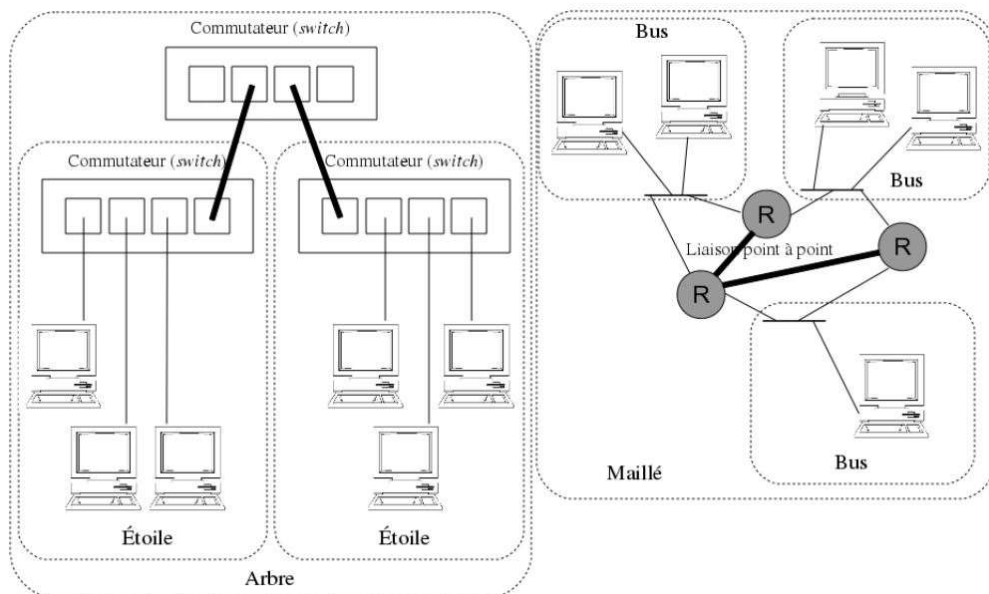 Commutateur (switch)
Commutateur (switch)
Commutateur (switch)
Étoile
Étoile
Arbre
Bus
Bus
R
R
Liaison point à point
R
Bus
Maillé